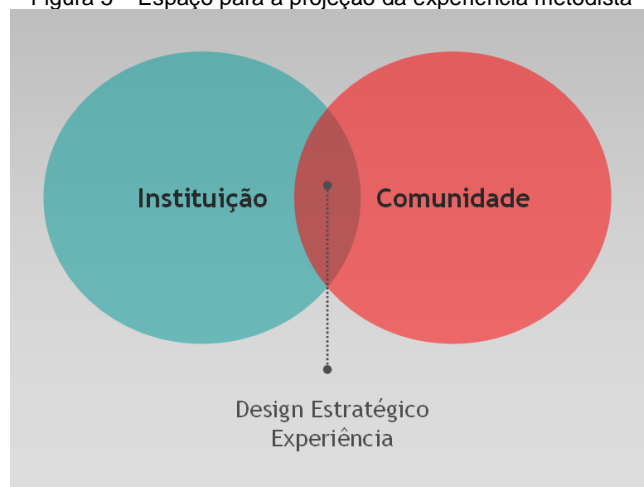 Figura 5 – Espaço para a projeção da experiência metodista
Instituição
Comunidade
Design Estratégico
Experiência